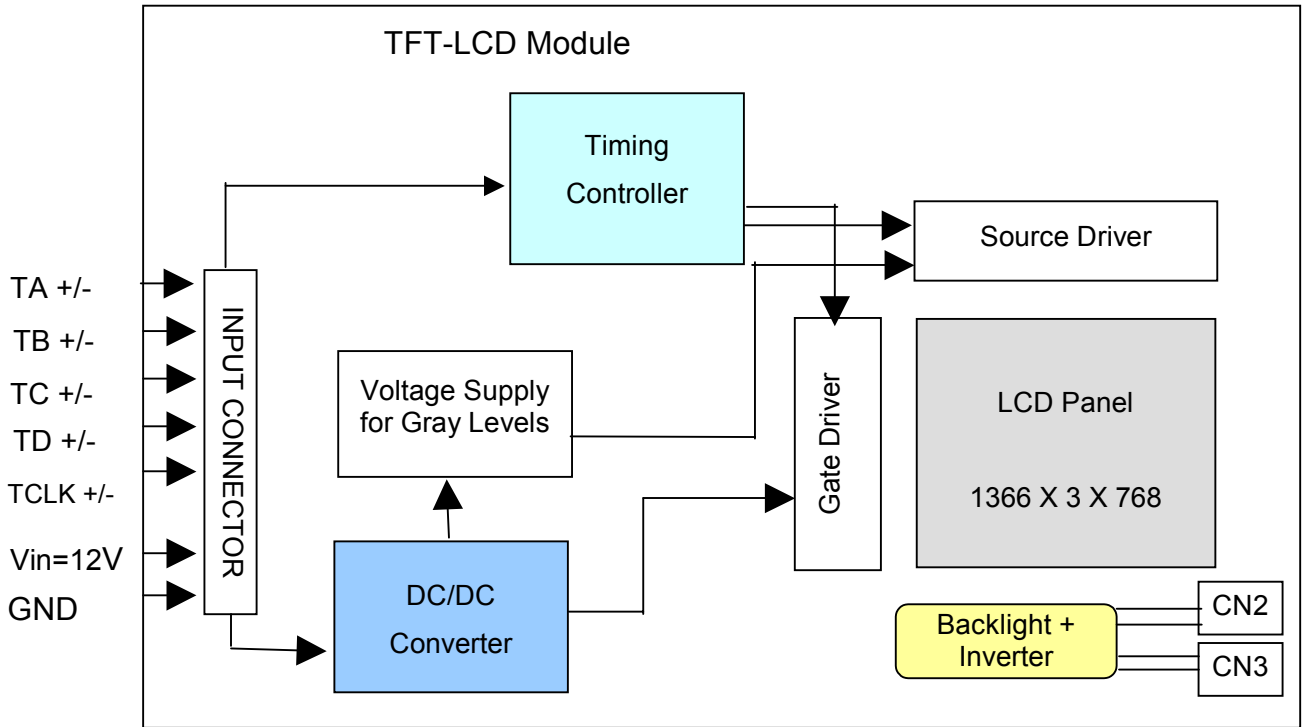 TFT-LCD Module
Timing
Controller
Source Driver
TA +/-
TB +/-
TC +/-
TD +/-
TCLK +/-
Vin=12V
GND
INPUT CONNECTOR
Voltage Supply
for Gray Levels
Gate Driver
LCD Panel
1366 X 3 X 768
DC/DC
Converter
Backlight +
Inverter
CN2
CN3